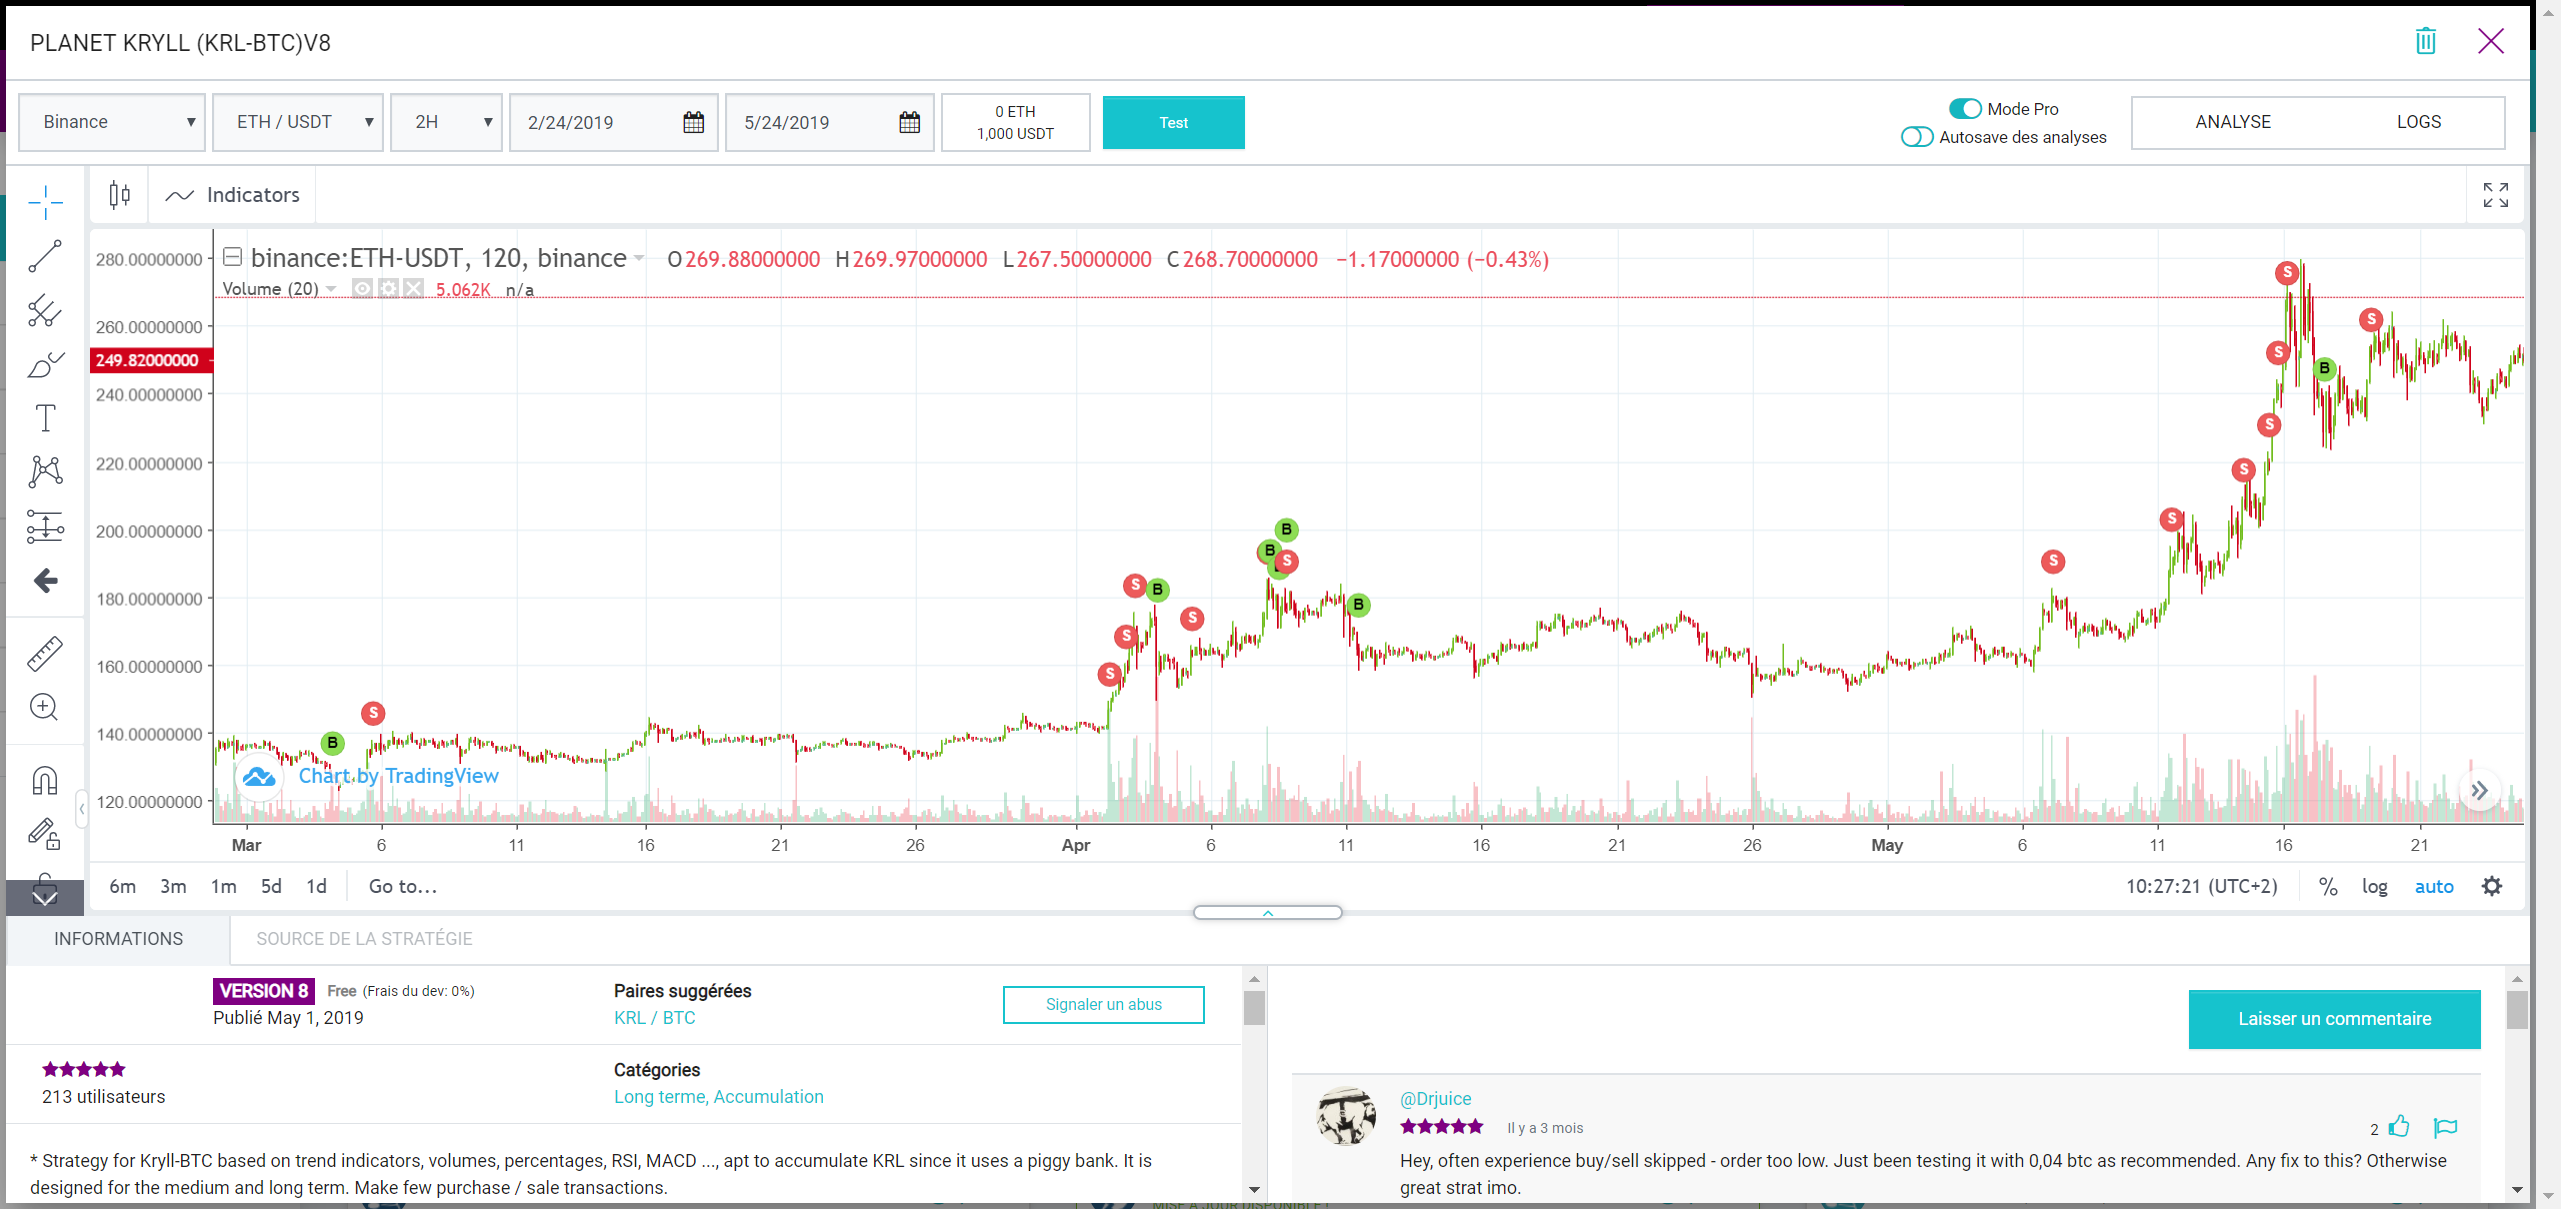 PLANET KRYLL (KRL-BTC)V8
Binance
ETH / USDT
2H
2/24/2019
5/24/2019
0 ETH
1,000 USDT
Test
Mode Pro
Autosave des analyses
ANALYSE
LOGS
Indicators
binance:ETH-USDT, 120, binance
O269.88000000 H269.97000000 L267.50000000 C268.70000000 −1.17000000 (−0.43%)
Volume (20) 5.062K n/a
280.00000000
260.00000000
249.82000000
240.00000000
220.00000000
200.00000000
180.00000000
160.00000000
140.00000000
120.00000000
B
S
S
S
S
B
S
B
B
S
B
S
S
S
S
S
S
B
S
Chart by TradingView
Mar 6 11 16 21 26 Apr 6 11 16 21 26 May 6 11 16 21
6m 3m 1m 5d 1d Go to...
10:27:21 (UTC+2) % log auto
INFORMATIONS
SOURCE DE LA STRATÉGIE
VERSION 8 Free (Frais du dev: 0%)
Publié May 1, 2019
Paires suggérées
KRL / BTC
Signaler un abus
213 utilisateurs
Catégories
Long terme, Accumulation
* Strategy for Kryll-BTC based on trend indicators, volumes, percentages, RSI, MACD ..., apt to accumulate KRL since it uses a piggy bank. It is
designed for the medium and long term. Make few purchase / sale transactions.
Laisser un commentaire
@Drjuice
Il y a 3 mois
2
Hey, often experience buy/sell skipped - order too low. Just been testing it with 0,04 btc as recommended. Any fix to this? Otherwise
great strat imo.
MISE À JOUR DISPONIBLE !